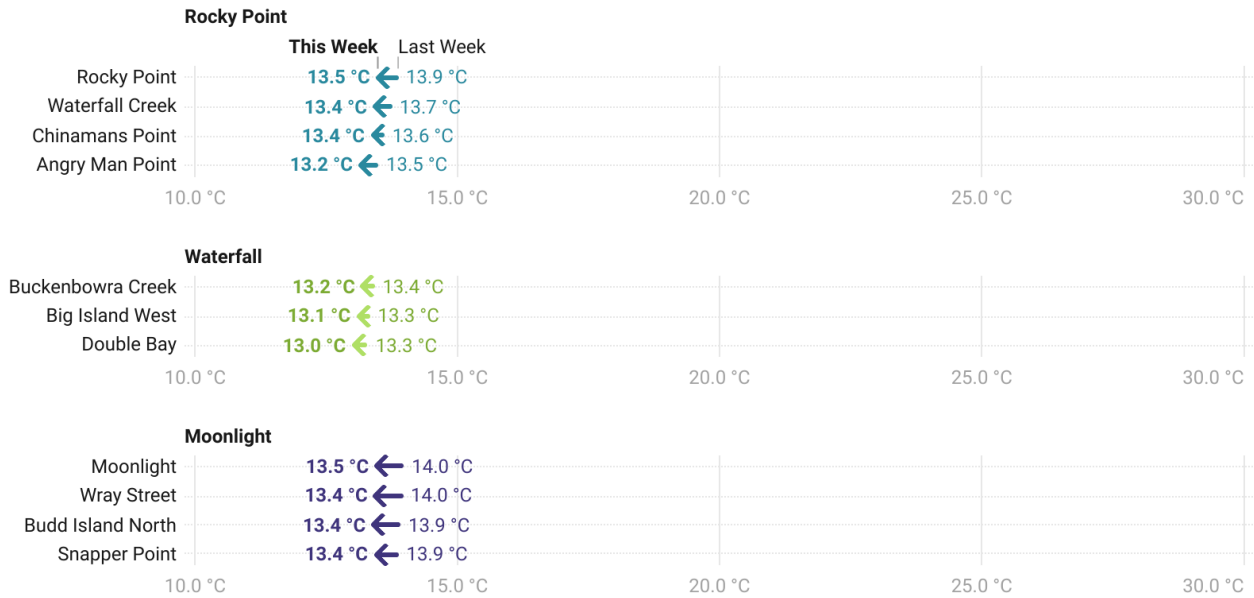 Rocky Point
This Week Last Week
Rocky Point 13.5 °C 13.9 °C
Waterfall Creek 13.4 °C 13.7 °C
Chinamans Point 13.4 °C 13.6 °C
Angry Man Point 13.2 °C 13.5 °C
10.0 °C 15.0 °C 20.0 °C 25.0 °C 30.0 °C
Waterfall
Buckenbowra Creek 13.2 °C 13.4 °C
Big Island West 13.1 °C 13.3 °C
Double Bay 13.0 °C 13.3 °C
10.0 °C 15.0 °C 20.0 °C 25.0 °C 30.0 °C
Moonlight
Moonlight 13.5 °C 14.0 °C
Wray Street 13.4 °C 14.0 °C
Budd Island North 13.4 °C 13.9 °C
Snapper Point 13.4 °C 13.9 °C
10.0 °C 15.0 °C 20.0 °C 25.0 °C 30.0 °C